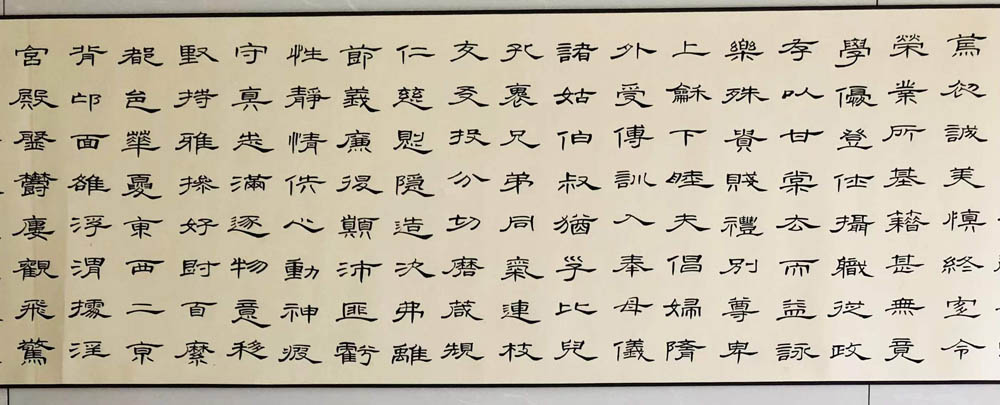 篤初誠美慎終宜令
榮業所基籍甚無竟
學優登仕攝職從政
存以甘棠去而益詠
樂殊貴賤禮別尊卑
上龢下睦夫倡婦隨
外受傅訓入奉母儀
諸姑伯叔猶子比兒
孔褱兄弟同氣連枝
交友投分切磨箴規
仁慈惻隱造次弗離
節義廉退顛沛匪虧
性靜情佚心動神疲
守真志滿逐物意移
堅持雅操好爵自縻
都邑華夏東西二京
背邙面雒浮渭據涇
宮殿盤鬱樓觀飛驚